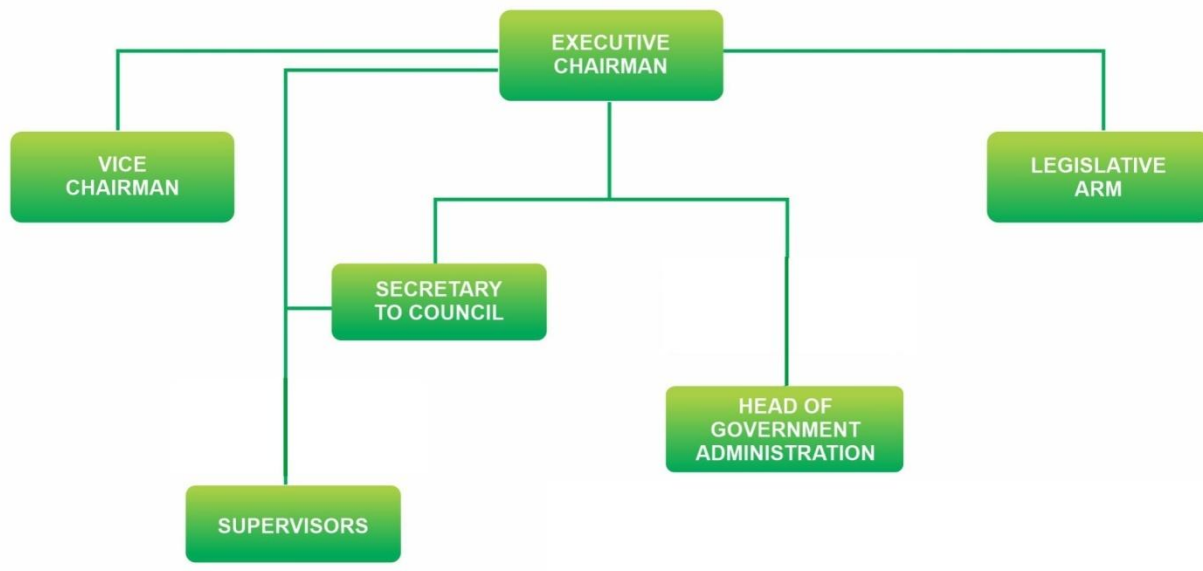 EXECUTIVE
CHAIRMAN
VICE
CHAIRMAN
LEGISLATIVE
ARM
SECRETARY
TO COUNCIL
HEAD OF
GOVERNMENT
ADMINISTRATION
SUPERVISORS